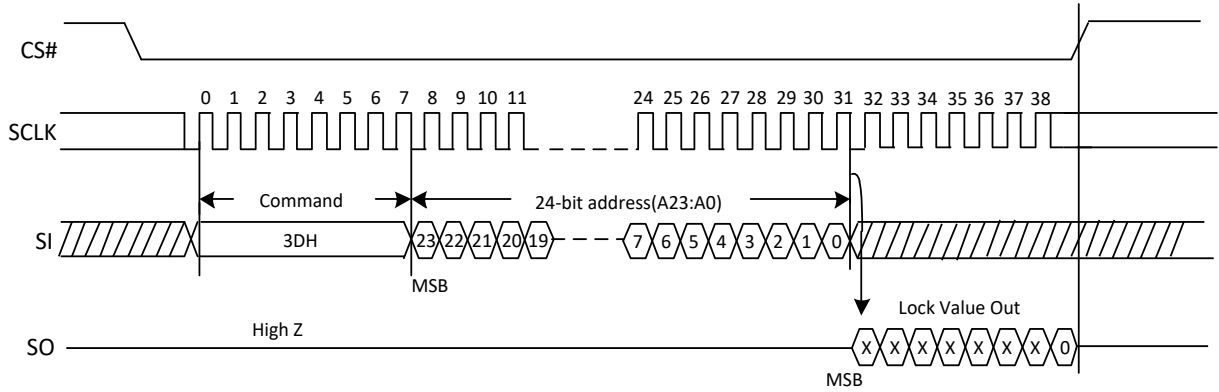 CS#
0 1 2 3 4 5 6 7 8 9 10 11 24 25 26 27 28 29 30 31 32 33 34 35 36 37 38
SCLK
Command 24-bit address(A23:A0)
SI 3DH 23 22 21 20 19 7 6 5 4 3 2 1 0
MSB
Lock Value Out
High Z
SO X X X X X X X 0
MSB